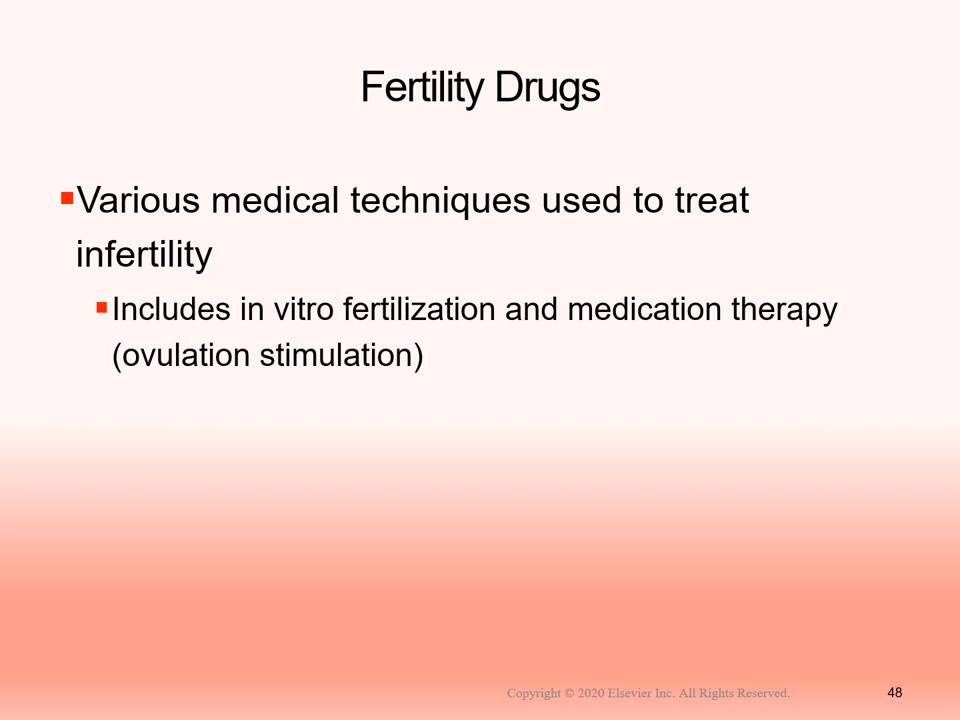 Fertility Drugs
Various medical techniques used to treat
infertility
Includes in vitro fertilization and medication therapy
(ovulation stimulation)
Copyright © 2020 Elsevier Inc. All Rights Reserved.
48